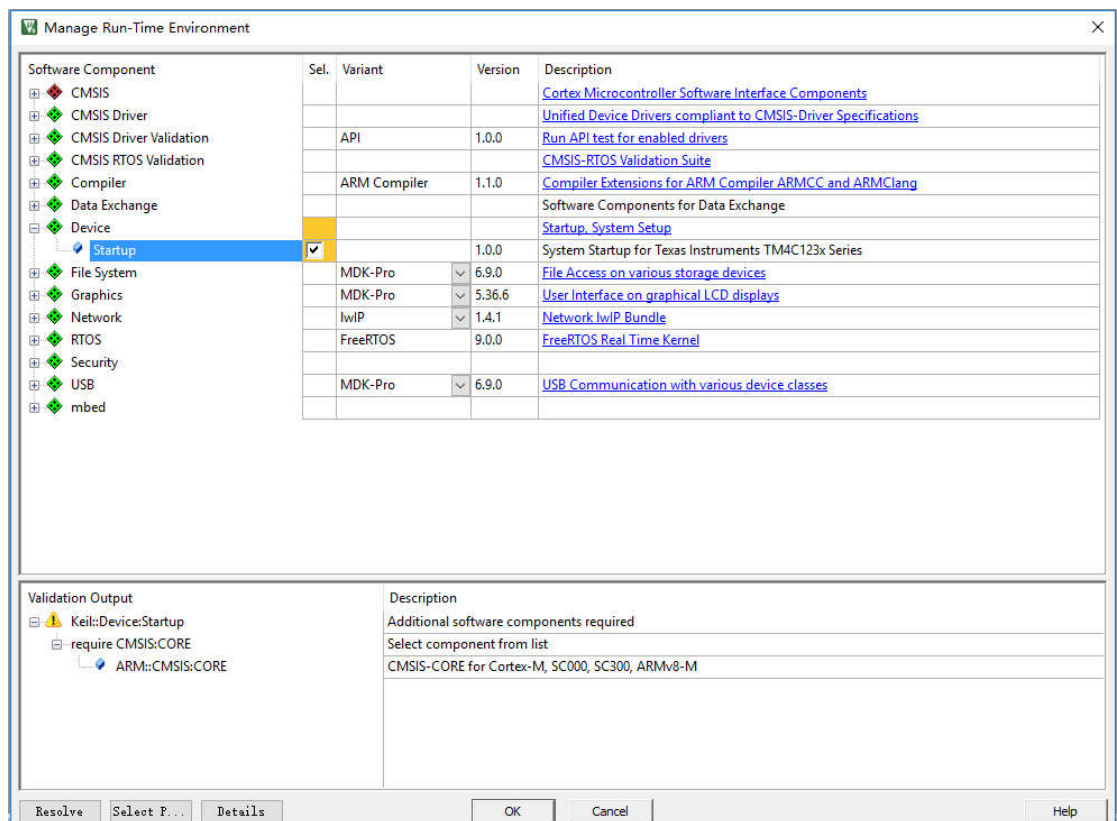 Manage Run-Time Environment
Software Component Sel. Variant Version Description
CMSIS Cortex Microcontroller Software Interface Components
CMSIS Driver Unified Device Drivers compliant to CMSIS-Driver Specifications
CMSIS Driver Validation API 1.0.0 Run API test for enabled drivers
CMSIS RTOS Validation CMSIS-RTOS Validation Suite
Compiler ARM Compiler 1.1.0 Compiler Extensions for ARM Compiler ARMCC and ARMClang
Data Exchange Software Components for Data Exchange
Device Startup, System Setup
Startup 1.0.0 System Startup for Texas Instruments TM4C123x Series
File System MDK-Pro 6.9.0 File Access on various storage devices
Graphics MDK-Pro 5.36.6 User Interface on graphical LCD displays
Network IwIP 1.4.1 Network IwIP Bundle
RTOS FreeRTOS 9.0.0 FreeRTOS Real Time Kernel
Security
USB MDK-Pro 6.9.0 USB Communication with various device classes
mbed
Validation Output Description
Keil::Device:Startup Additional software components required
require CMSIS:CORE Select component from list
ARM::CMSIS:CORE CMSIS-CORE for Cortex-M, SC000, SC300, ARMv8-M
Resolve Select P... Details OK Cancel Help